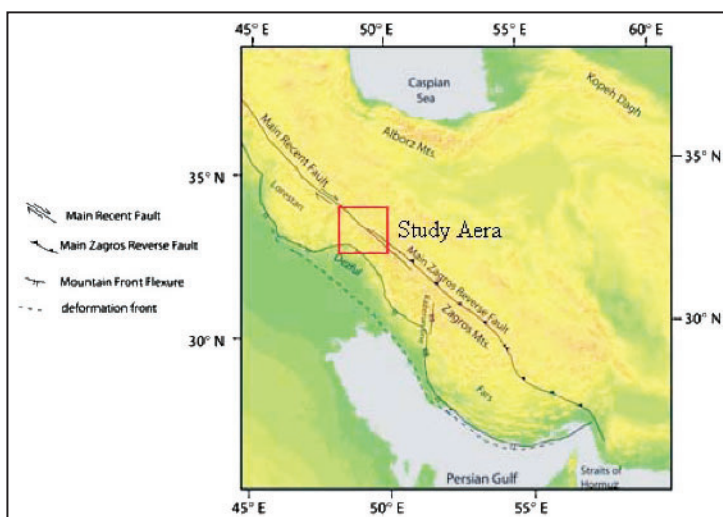 45° E
50° E
55° E
60° E
Caspian
Sea
Kopeh Dagh
Alborz Mts.
Main Recent Fault
35° N
35° N
Lorestan
Study Aera
Main Recent Fault
Main Zagros Reverse Fault
Mountain Front Flexure
deformation front
Dezful
Main Zagros Reverse Fault
Zagros Mts.
Kazerun line
30° N
30° N
Fars
Persian Gulf
Straits of
Hormuz
45° E
50° E
55° E